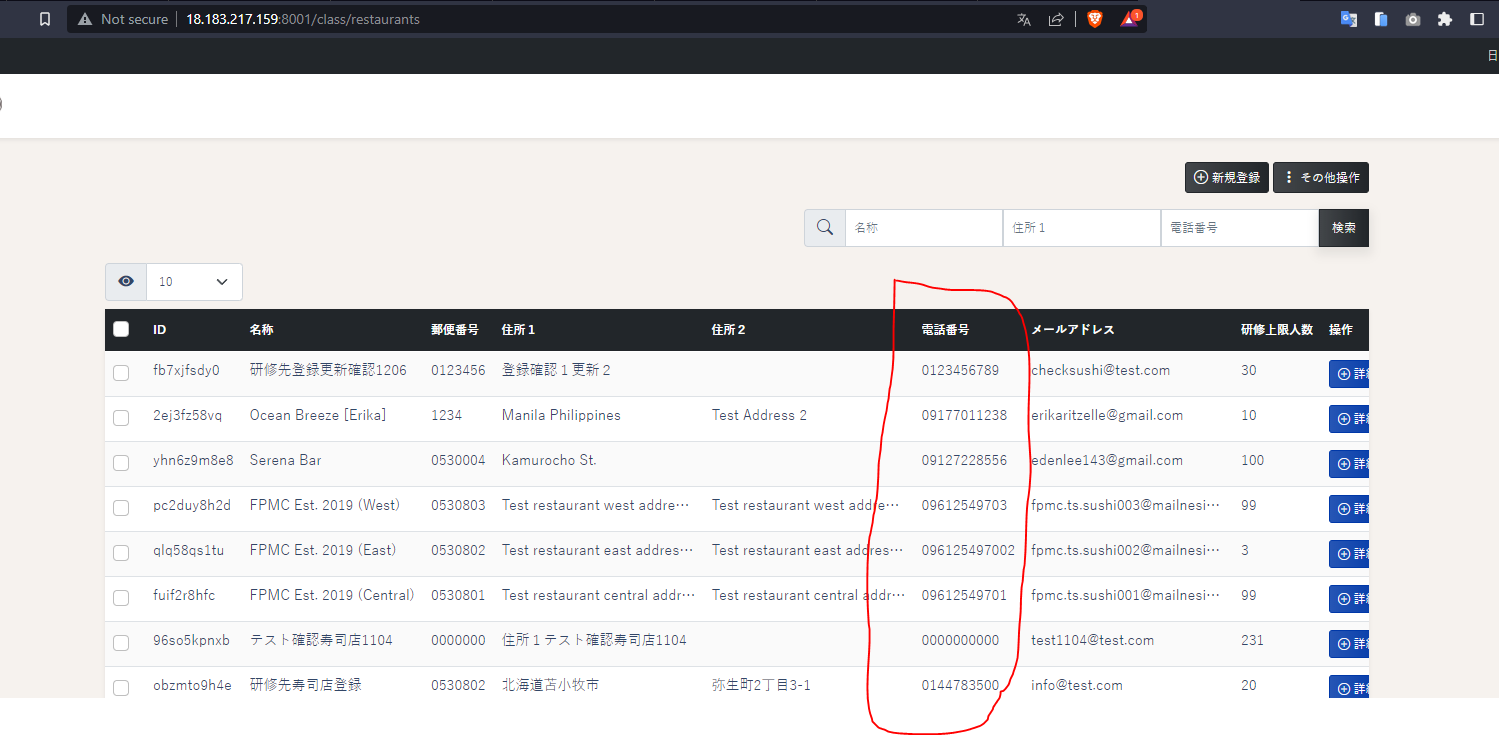 Not secure 18.183.217.159:8001/class/restaurants 1
日
新規登録 その他操作
名称 住所１ 電話番号 検索
10
ID 名称 郵便番号 住所１ 住所２ 電話番号 メールアドレス 研修上限人数 操作
fb7xjfsdy0 研修先登録更新確認1206 0123456 登録確認１更新２ 0123456789 checksushi@test.com 30 詳細
2ej3fz58vq Ocean Breeze [Erika] 1234 Manila Philippines Test Address 2 09177011238 erikaritzelle@gmail.com 10 詳細
yhn6z9m8e8 Serena Bar 0530004 Kamurocho St. 09127228556 edenlee143@gmail.com 100 詳細
pc2duy8h2d FPMC Est. 2019 (West) 0530803 Test restaurant west addre… Test restaurant west addre… 09612549703 fpmc.ts.sushi003@mailnesi… 99 詳細
qlq58qs1tu FPMC Est. 2019 (East) 0530802 Test restaurant east addres… Test restaurant east addres… 096125497002 fpmc.ts.sushi002@mailnesi… 3 詳細
fuif2r8hfc FPMC Est. 2019 (Central) 0530801 Test restaurant central addr… Test restaurant central addr… 09612549701 fpmc.ts.sushi001@mailnesi… 99 詳細
96so5kpnxb テスト確認寿司店1104 0000000 住所１テスト確認寿司店1104 0000000000 test1104@test.com 231 詳細
obzmto9h4e 研修先寿司店登録 0530802 北海道苫小牧市 弥生町2丁目3-1 0144783500 info@test.com 20 詳細